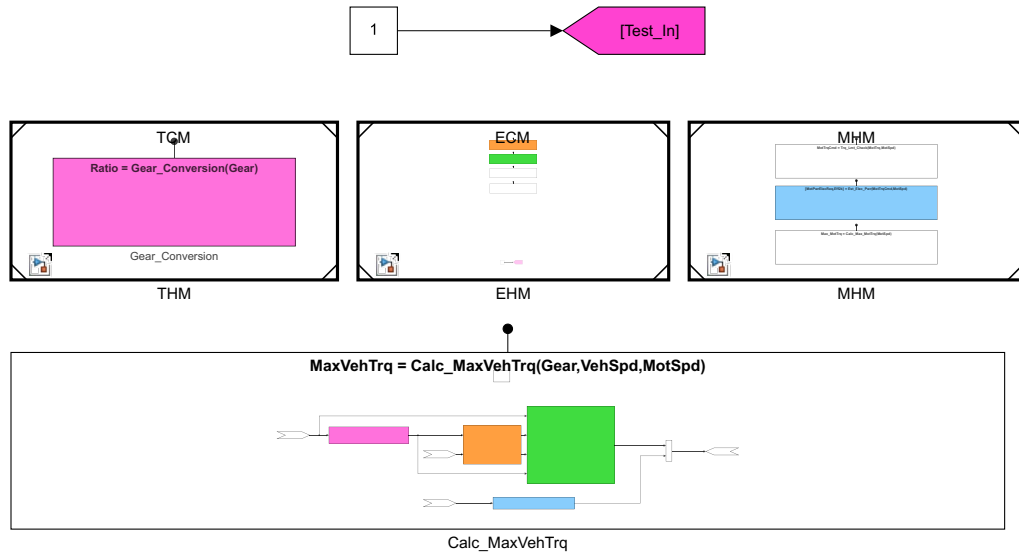 1
[Test_In]
TCM
Ratio = Gear_Conversion(Gear)
Gear_Conversion
THM
ECM
EHM
MHM
MHM
MaxVehTrq = Calc_MaxVehTrq(Gear,VehSpd,MotSpd)
Calc_MaxVehTrq